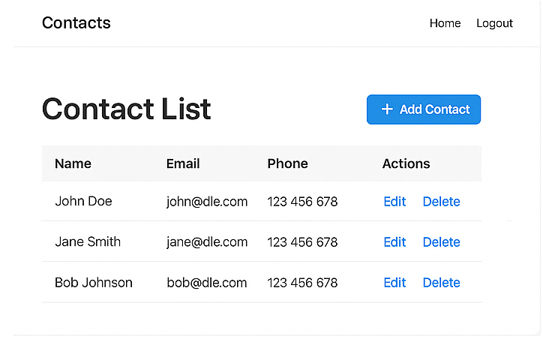 Contacts Home Logout
Contact List + Add Contact
Name Email Phone Actions
John Doe john@dle.com 123 456 678 Edit Delete
Jane Smith jane@dle.com 123 456 678 Edit Delete
Bob Johnson bob@dle.com 123 456 678 Edit Delete